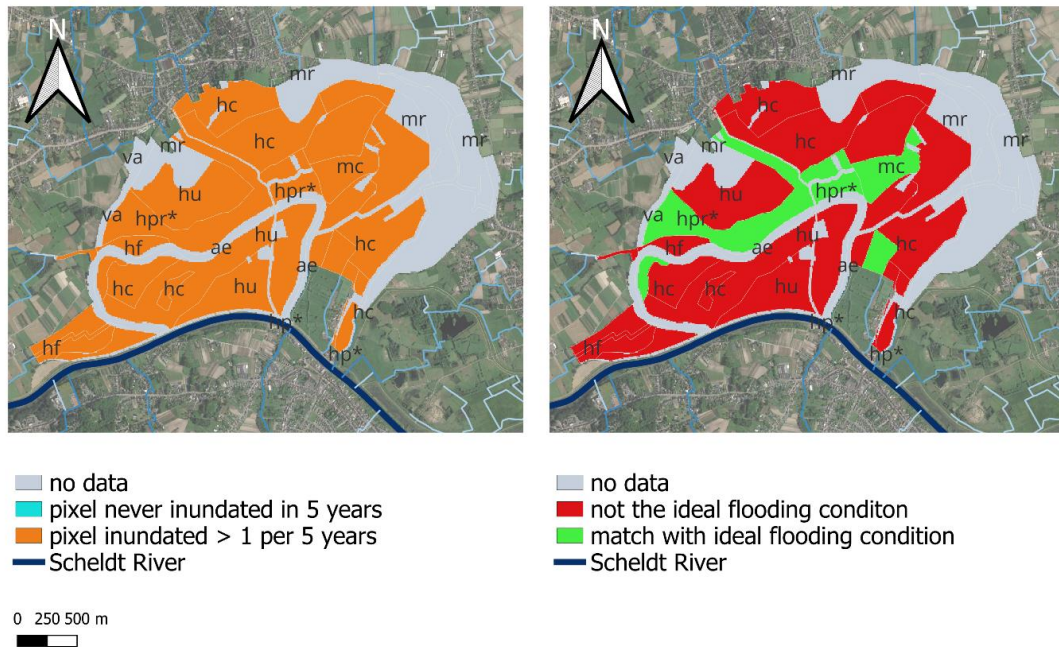 N
mr
hc
mr
hc
mr
mr
va
mc
hu
hpr*
va
hpr*
hu
hf
ae
hc
ae
hc
hc
hu
hp*
hc
hf
hp*
N
mr
hc
mr
hc
mr
mr
va
mc
hu
hpr*
va
hpr*
hu
hf
ae
hc
ae
hc
hc
hu
hp*
hc
hf
hp*
no data
pixel never inundated in 5 years
pixel inundated > 1 per 5 years
Scheldt River
no data
not the ideal flooding conditon
match with ideal flooding condition
Scheldt River
0 250 500 m